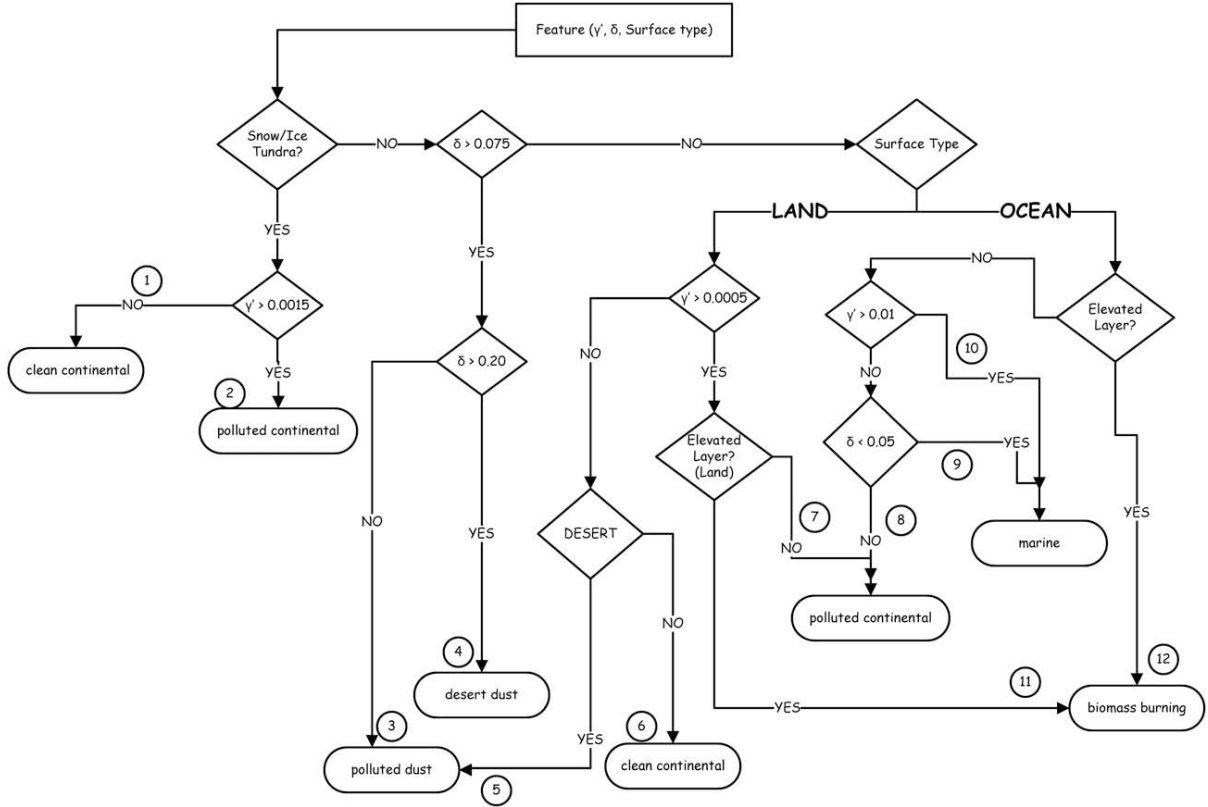 Feature (γ’, δ, Surface type)
Snow/Ice
Tundra?
NO
δ > 0.075
NO
Surface Type
LAND
OCEAN
YES
YES
NO
1
NO
γ’ > 0.0015
γ’ > 0.0005
γ’ > 0.01
Elevated
Layer?
clean continental
YES
δ > 0.20
NO
YES
NO
10
YES
2
polluted continental
Elevated
Layer?
(Land)
δ < 0.05
YES
9
NO
YES
DESERT
7
NO
8
NO
YES
marine
polluted continental
NO
4
desert dust
12
11
YES
biomass burning
3
YES
6
polluted dust
5
clean continental